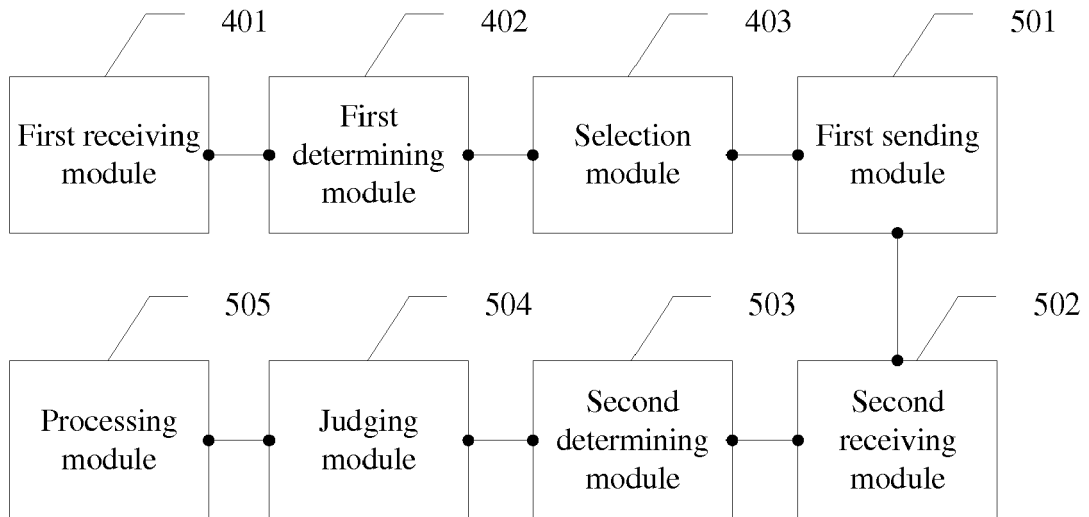 401
402
403
501
First receiving
module
First
determining
module
Selection
module
First sending
module
505
504
503
502
Processing
module
Judging
module
Second
determining
module
Second
receiving
module